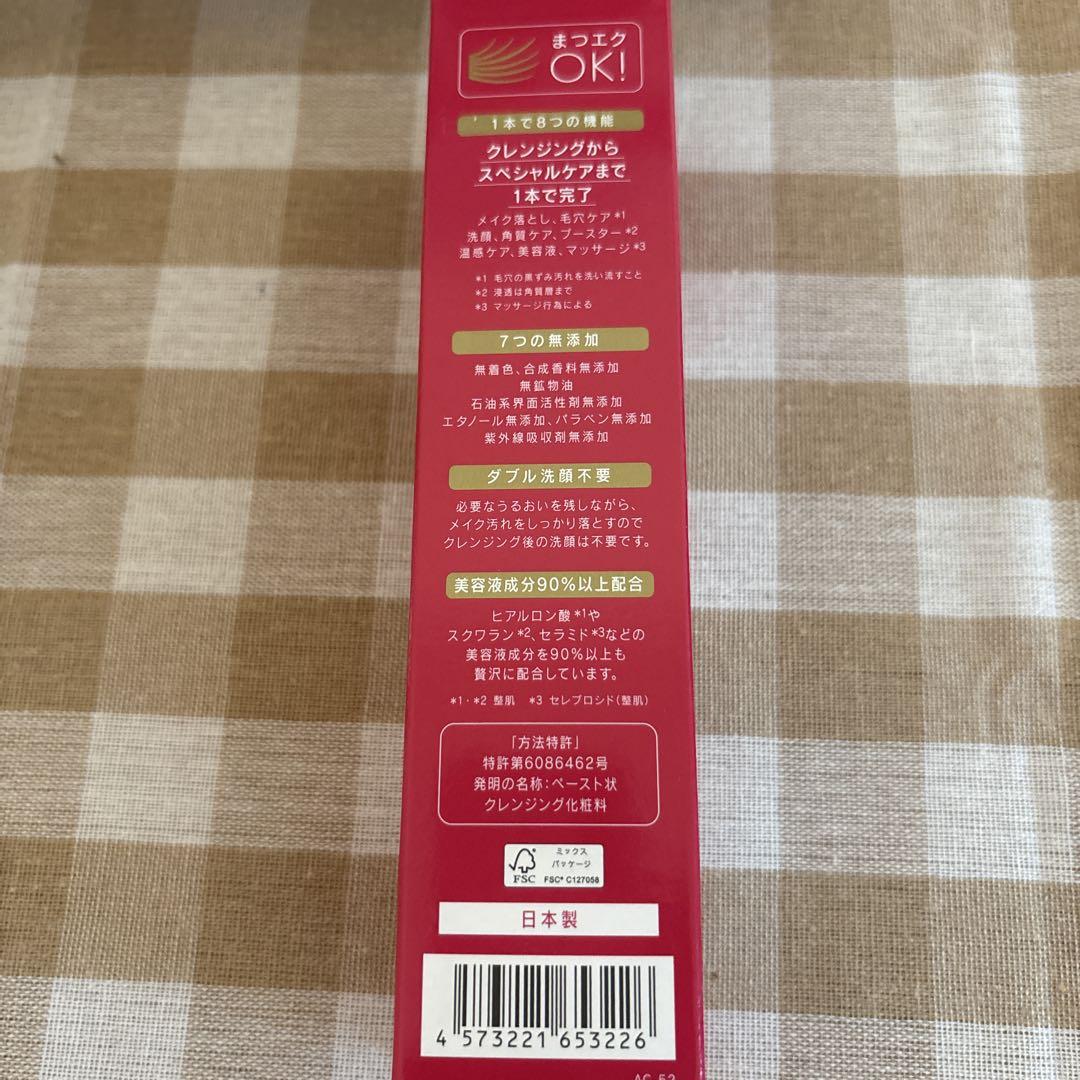 まつエク
OK!
1本で8つの機能
クレンジングから
スペシャルケアまで
1本で完了
メイク落とし、毛穴ケア*1
洗顔、角質ケア、ブースター*2
温感ケア、美容液、マッサージ*3
*1 毛穴の黒ずみ汚れを洗い流すこと
*2 浸透は角質層まで
*3 マッサージ行為による
7つの無添加
無着色、合成香料無添加
無鉱物油
石油系界面活性剤無添加
エタノール無添加、パラベン無添加
紫外線吸収剤無添加
ダブル洗顔不要
必要なうるおいを残しながら、
メイク汚れをしっかり落とすので
クレンジング後の洗顔は不要です。
美容液成分90%以上配合
ヒアルロン酸*1や
スクワラン*2、セラミド*3などの
美容液成分を90%以上も
贅沢に配合しています。
*1・*2 整肌 *3 セレブロシド(整肌)
「方法特許」
特許第6086462号
発明の名称:ペースト状
クレンジング化粧料
ミックス
パッケージ
FSC
FSC® C127058
日本製
4 573221 653226